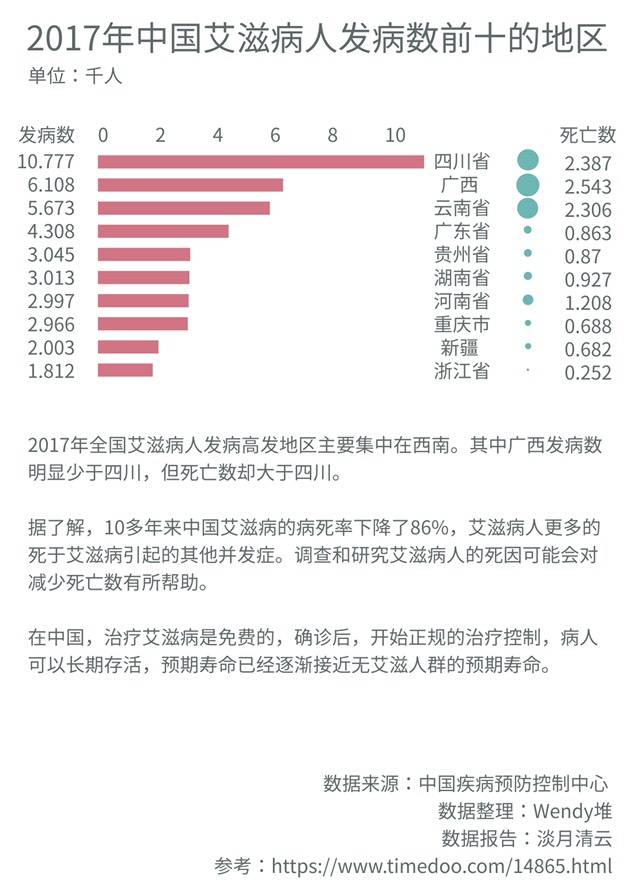 2017年中国艾滋病人发病数前十的地区
单位：千人
发病数 0 2 4 6 8 10 死亡数
10.777 四川省 2.387
6.108 广西 2.543
5.673 云南省 2.306
4.308 广东省 0.863
3.045 贵州省 0.87
3.013 湖南省 0.927
2.997 河南省 1.208
2.966 重庆市 0.688
2.003 新疆 0.682
1.812 浙江省 0.252
2017年全国艾滋病人发病高发地区主要集中在西南。其中广西发病数
明显少于四川，但死亡数却大于四川。
据了解，10多年来中国艾滋病的病死率下降了86%，艾滋病人更多的
死于艾滋病引起的其他并发症。调查和研究艾滋病人的死因可能会对
减少死亡数有所帮助。
在中国，治疗艾滋病是免费的，确诊后，开始正规的治疗控制，病人
可以长期存活，预期寿命已经逐渐接近无艾滋人群的预期寿命。
数据来源：中国疾病预防控制中心
数据整理：Wendy堆
数据报告：淡月清云
参考：https://www.timedoo.com/14865.html